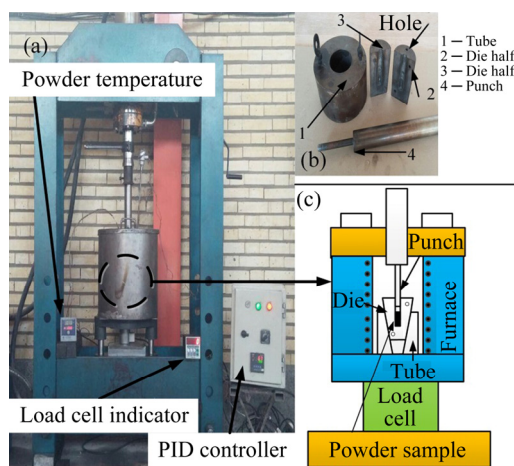 (a)
Powder temperature
Load cell indicator
PID controller
3
Hole
1
2
4
(b)
1 — Tube
2 — Die half
3 — Die half
4 — Punch
(c)
Punch
Die
Furnace
Tube
Load
cell
Powder sample